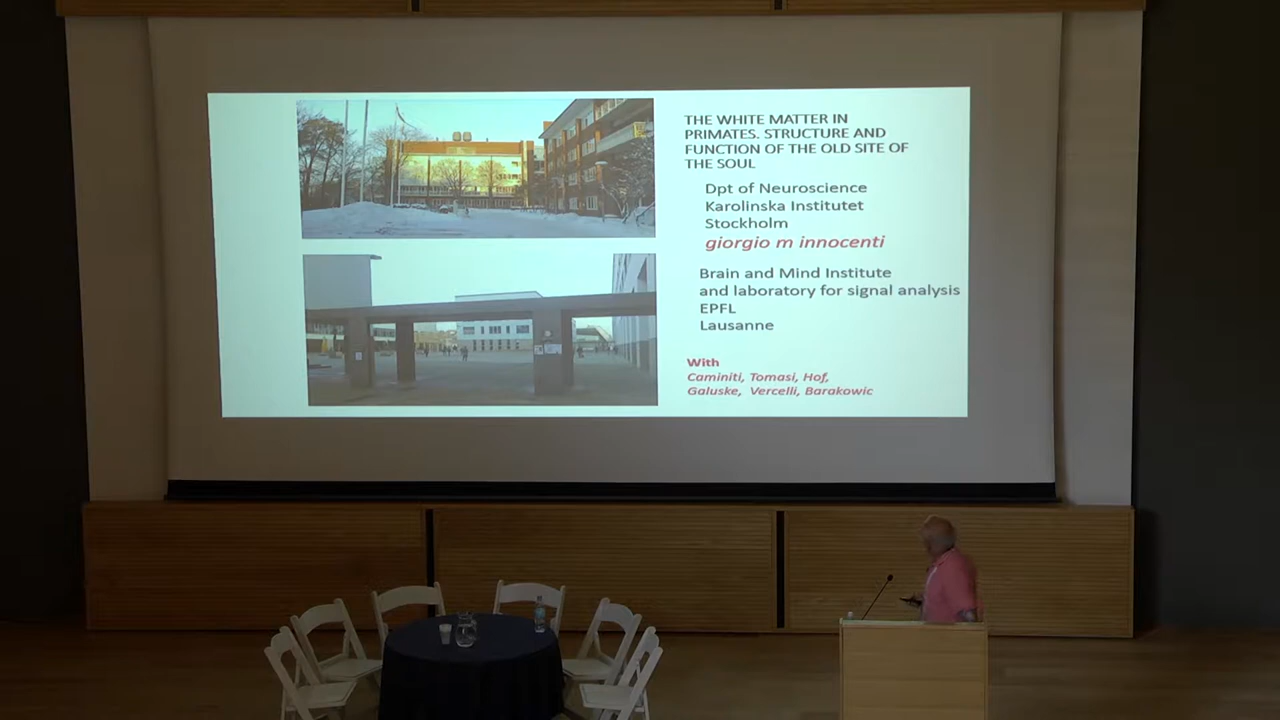 THE WHITE MATTER IN
PRIMATES. STRUCTURE AND
FUNCTION OF THE OLD SITE OF
THE SOUL
Dpt of Neuroscience
Karolinska Institutet
Stockholm
giorgio m innocenti
Brain and Mind Institute
and laboratory for signal analysis
EPFL
Lausanne
With
Caminiti, Tomasi, Hof,
Galuske, Vercelli, Barakowic